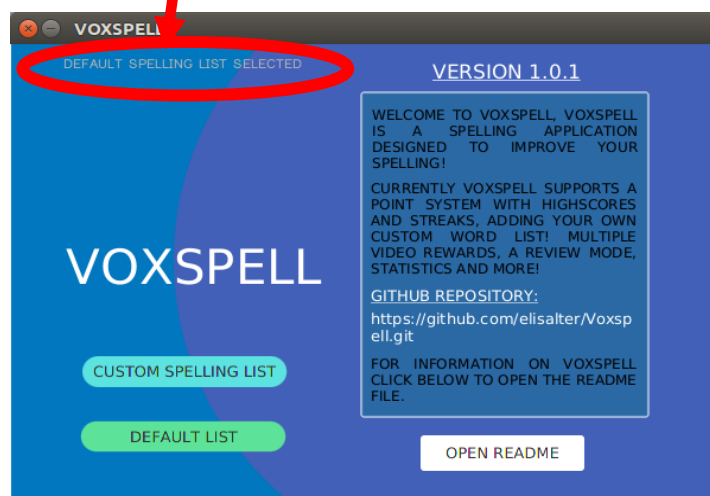 VOXSPELL
DEFAULT SPELLING LIST SELECTED
VERSION 1.0.1
WELCOME TO VOXSPELL, VOXSPELL
IS A SPELLING APPLICATION
DESIGNED TO IMPROVE YOUR
SPELLING!
CURRENTLY VOXSPELL SUPPORTS A
POINT SYSTEM WITH HIGHSCORES
AND STREAKS, ADDING YOUR OWN
CUSTOM WORD LIST! MULTIPLE
VIDEO REWARDS, A REVIEW MODE,
STATISTICS AND MORE!
GITHUB REPOSITORY:
https://github.com/elisalter/Voxsp
ell.git
FOR INFORMATION ON VOXSPELL
CLICK BELOW TO OPEN THE README
FILE.
OPEN README
VOXSPELL
CUSTOM SPELLING LIST
DEFAULT LIST